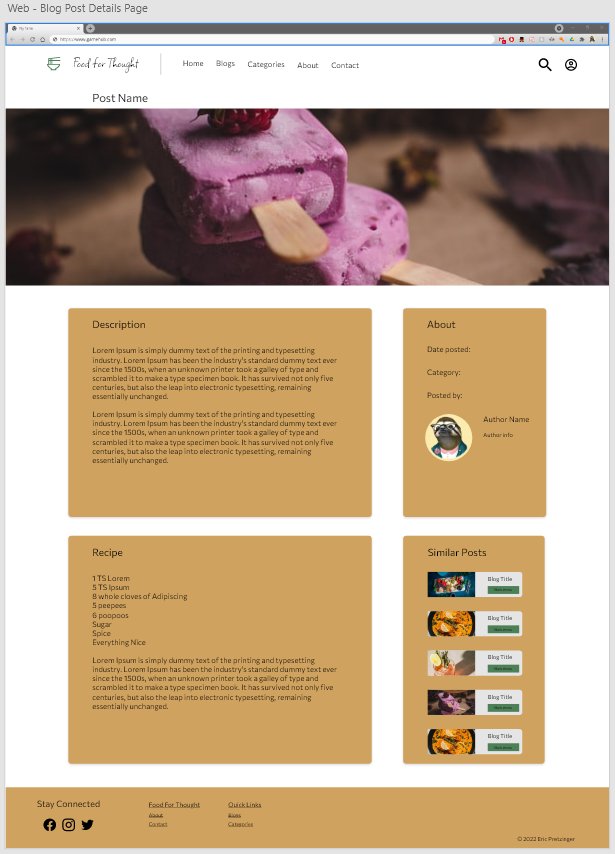 Web - Blog Post Details Page
https://www.gamehub.com
Food For Thought
Home
Blogs
Categories
About
Contact
Post Name
Description
Lorem Ipsum is simply dummy text of the printing and typesetting
industry. Lorem Ipsum has been the industry's standard dummy text ever
since the 1500s, when an unknown printer took a galley of type and
scrambled it to make a type specimen book. It has survived not only five
centuries, but also the leap into electronic typesetting, remaining
essentially unchanged.
Lorem Ipsum is simply dummy text of the printing and typesetting
industry. Lorem Ipsum has been the industry's standard dummy text ever
since the 1500s, when an unknown printer took a galley of type and
scrambled it to make a type specimen book. It has survived not only five
centuries, but also the leap into electronic typesetting, remaining
essentially unchanged.
About
Date posted:
Category:
Posted by:
Author Name
Author info
Recipe
1 TS Lorem
5 TS Ipsum
8 whole cloves of Adipiscing
5 peepees
6 poopoos
Sugar
Spice
Everything Nice
Lorem Ipsum is simply dummy text of the printing and typesetting
industry. Lorem Ipsum has been the industry's standard dummy text ever
since the 1500s, when an unknown printer took a galley of type and
scrambled it to make a type specimen book. It has survived not only five
centuries, but also the leap into electronic typesetting, remaining
essentially unchanged.
Similar Posts
Blog Title
Blog Title
Blog Title
Blog Title
Blog Title
Stay Connected
Food For Thought
About
Contact
Quick Links
Blogs
Categories
© 2022 Eric Pretzinger